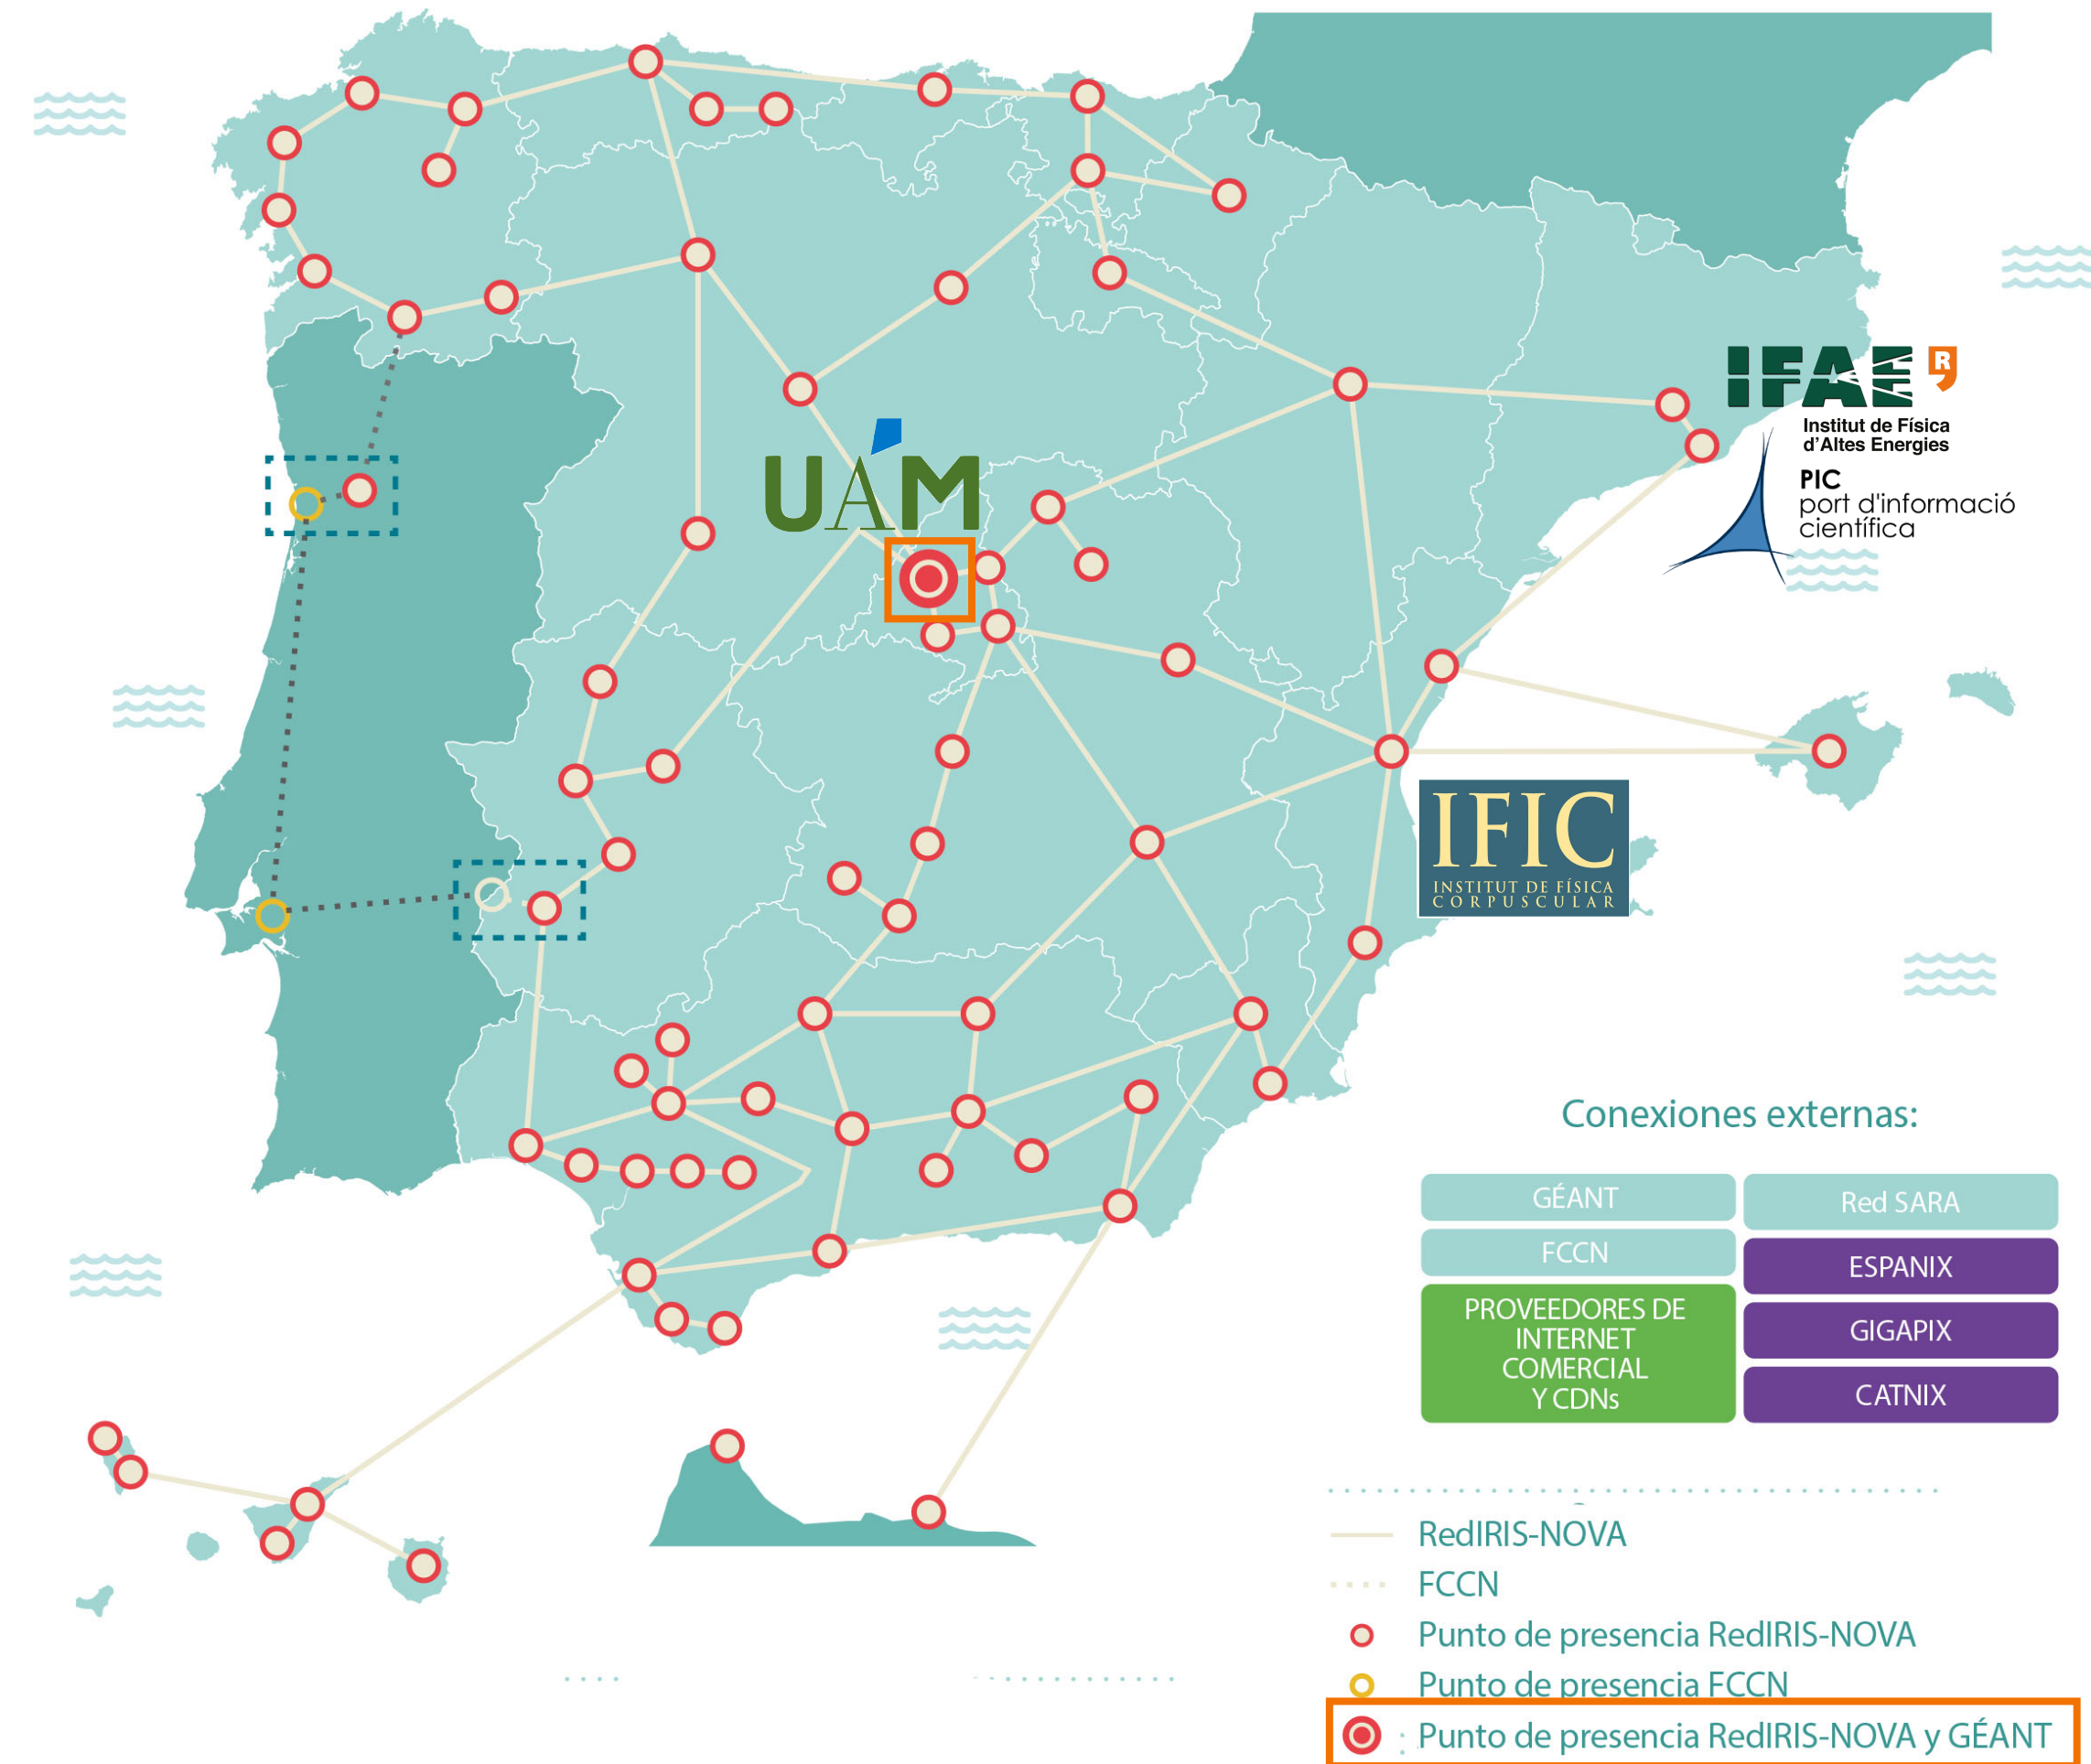 IFAE R
Institut de Física
d'Altes Energies
UAM
PIC
port d'informació
científica
IFIC
INSTITUT DE FÍSICA
CORPUSCULAR
Conexiones externas:
GÉANT
Red SARA
FCCN
ESPANIX
PROVEEDORES DE
INTERNET
COMERCIAL
Y CDNs
GIGAPIX
CATNIX
RedIRIS-NOVA
FCCN
Punto de presencia RedIRIS-NOVA
Punto de presencia FCCN
Punto de presencia RedIRIS-NOVA y GÉANT